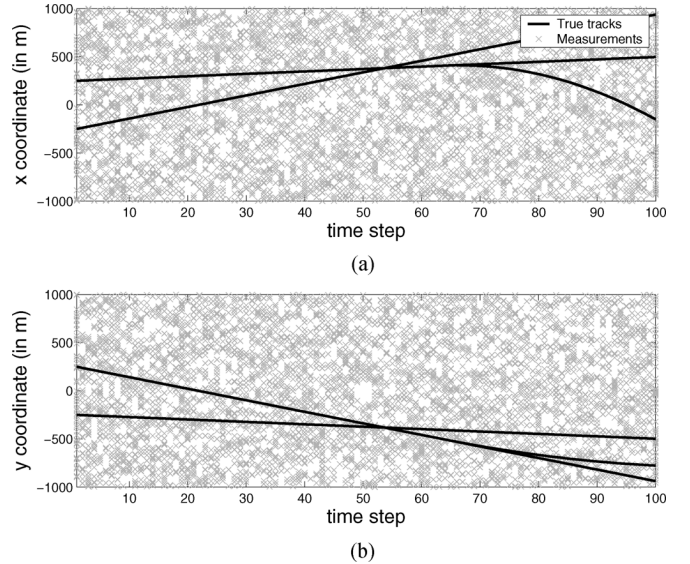 1000
500
0
−500
−1000
x coordinate (in m)
True tracks
Measurements
10 20 30 40 50 60 70 80 90 100
time step
(a)
1000
500
0
−500
−1000
y coordinate (in m)
10 20 30 40 50 60 70 80 90 100
time step
(b)